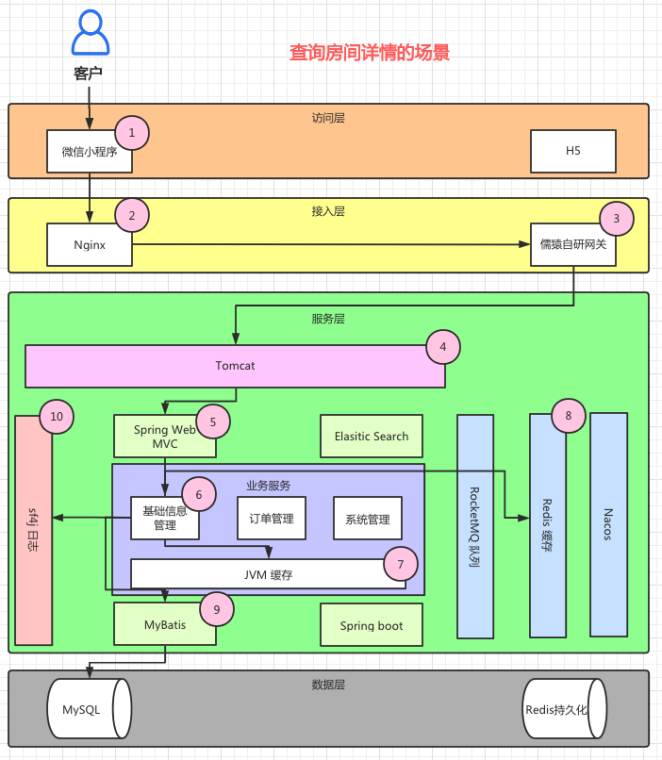 查询房间详情的场景
客户
访问层
1
微信小程序
H5
接入层
2
3
Nginx
儒猿自研网关
服务层
4
Tomcat
10
5
8
Spring Web
MVC
Elasitic Search
业务服务
6
基础信息
管理
订单管理
系统管理
sf4j 日志
RocketMQ 队列
Redis 缓存
Nacos
7
JVM 缓存
9
MyBatis
Spring boot
数据层
MySQL
Redis持久化